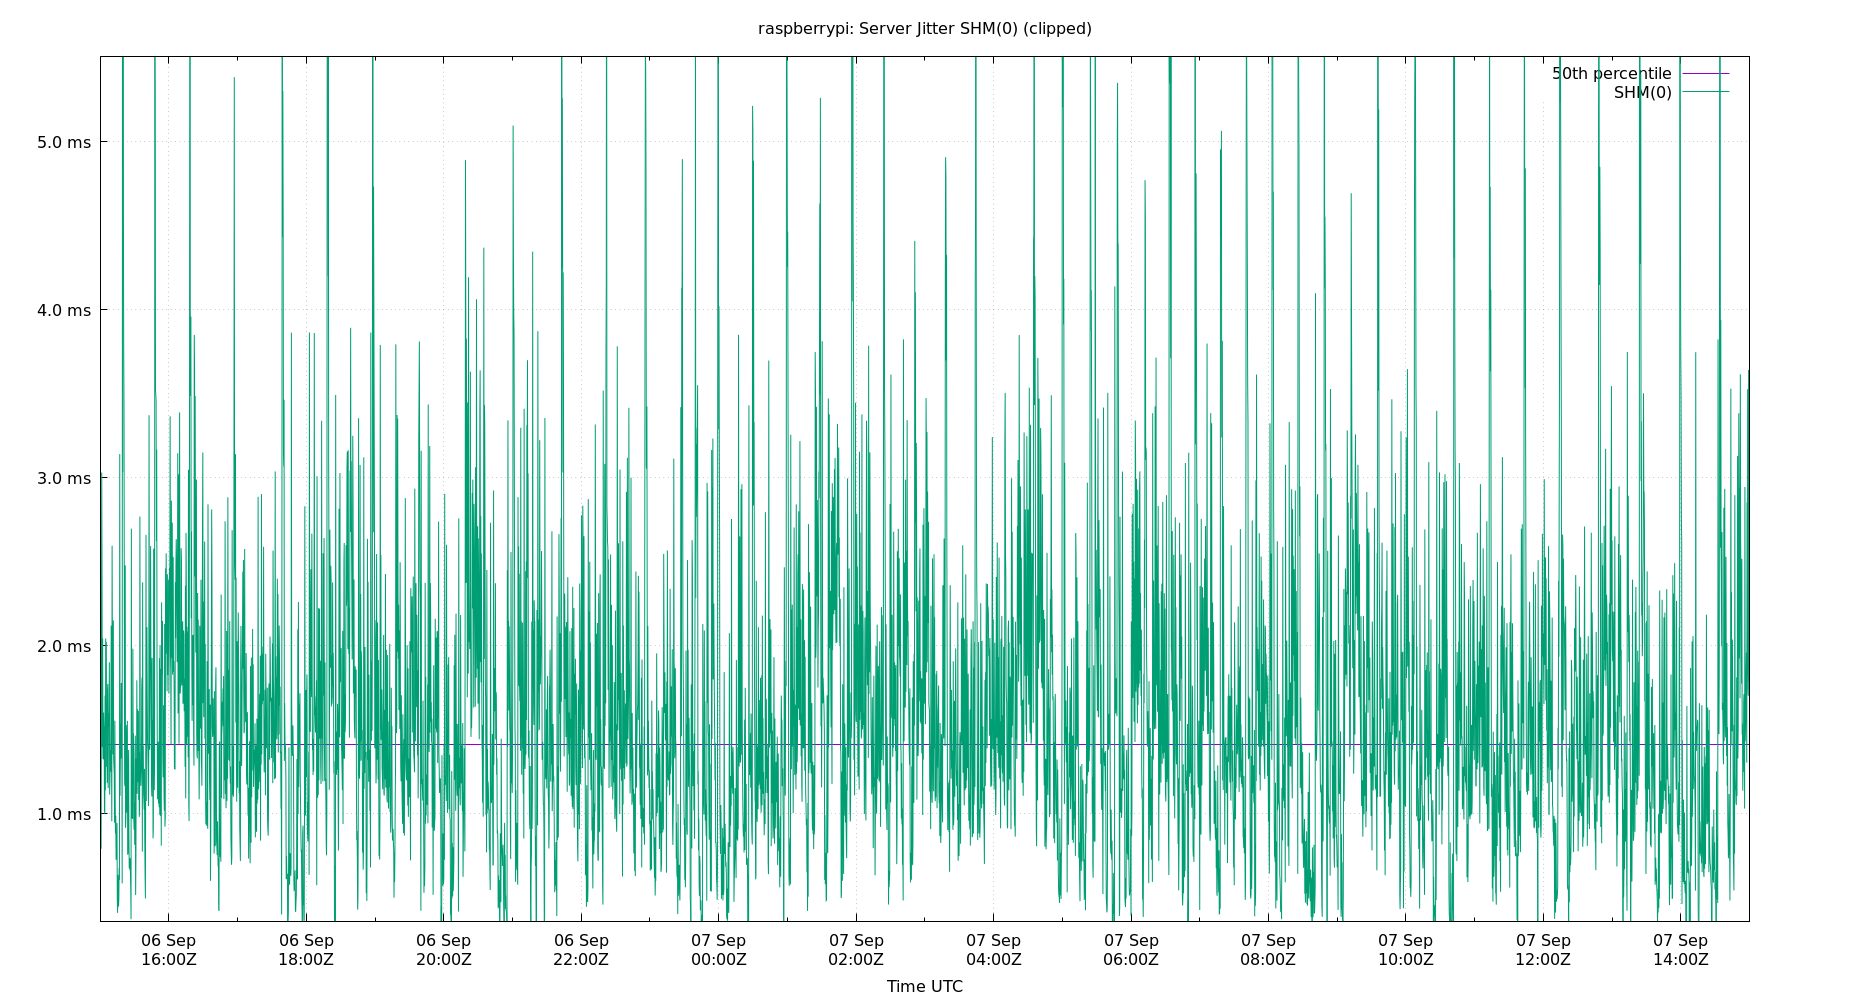 raspberrypi: Server Jitter SHM(0) (clipped)
50th percentile
SHM(0)
5.0 ms
4.0 ms
3.0 ms
2.0 ms
1.0 ms
06 Sep 06 Sep 06 Sep 06 Sep 07 Sep 07 Sep 07 Sep 07 Sep 07 Sep 07 Sep 07 Sep 07 Sep
16:00Z 18:00Z 20:00Z 22:00Z 00:00Z 02:00Z 04:00Z 06:00Z 08:00Z 10:00Z 12:00Z 14:00Z
Time UTC